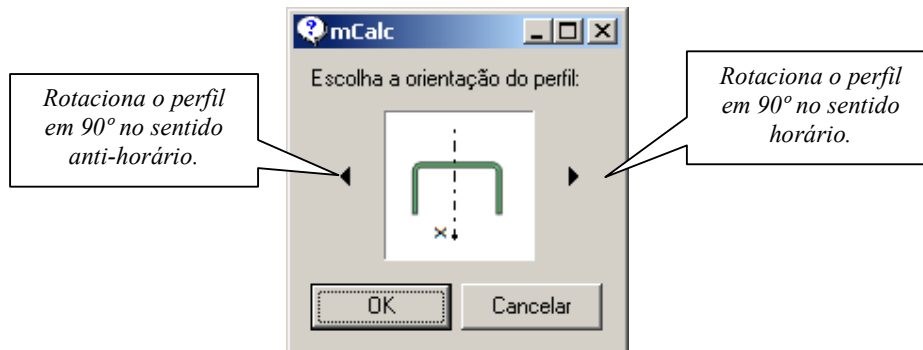 mCalc
Escolha a orientação do perfil:
Rotaciona o perfil
em 90º no sentido
anti-horário.
Rotaciona o perfil
em 90º no sentido
horário.
x
OK
Cancelar